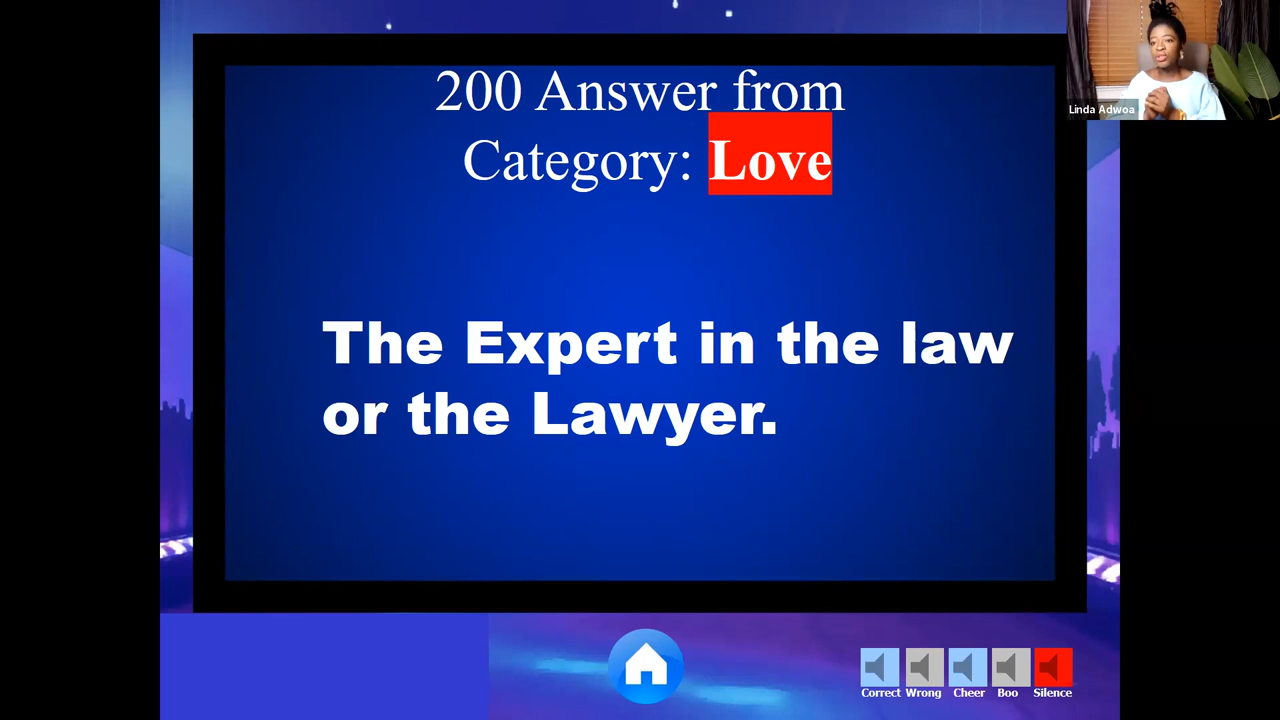 200 Answer from
Category: Love
Linda Adwoa
The Expert in the law
or the Lawyer.
Correct Wrong Cheer Boo Silence